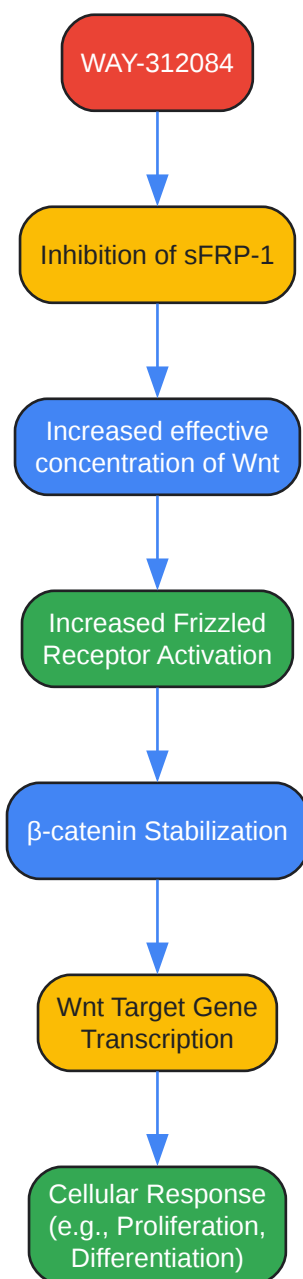 WAY-312084
Inhibition of sFRP-1
Increased effective
concentration of Wnt
Increased Frizzled
Receptor Activation
β-catenin Stabilization
Wnt Target Gene
Transcription
Cellular Response
(e.g., Proliferation,
Differentiation)